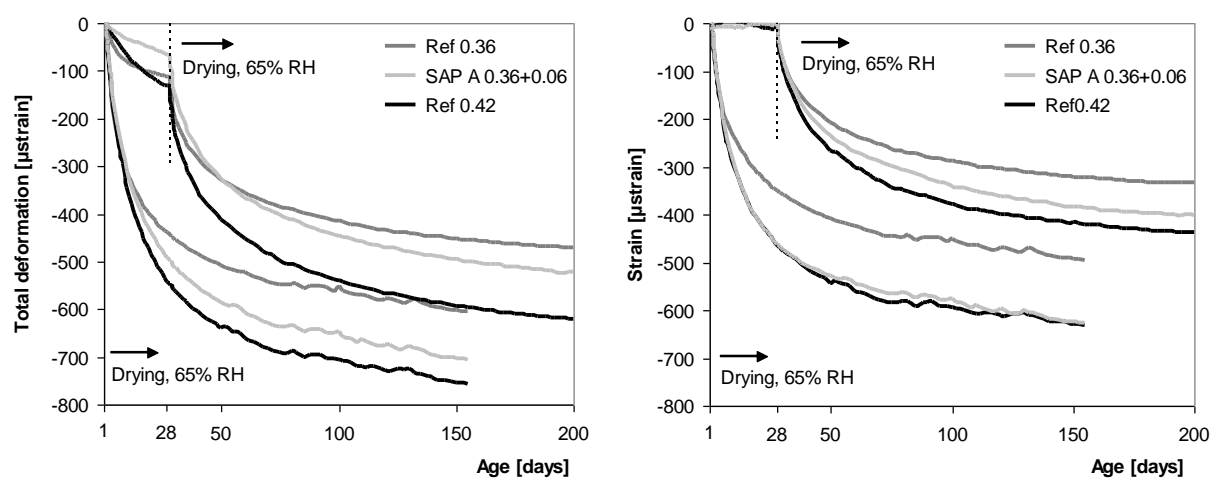 Total deformation [µstrain]
0
-100
-200
-300
-400
-500
-600
-700
-800
Drying, 65% RH
Ref 0.36
SAP A 0.36+0.06
Ref 0.42
Drying, 65% RH
1 28 50 100 150 200
Age [days]
Strain [µstrain]
0
-100
-200
-300
-400
-500
-600
-700
-800
Drying, 65% RH
Ref 0.36
SAP A 0.36+0.06
Ref0.42
Drying, 65% RH
1 28 50 100 150 200
Age [days]